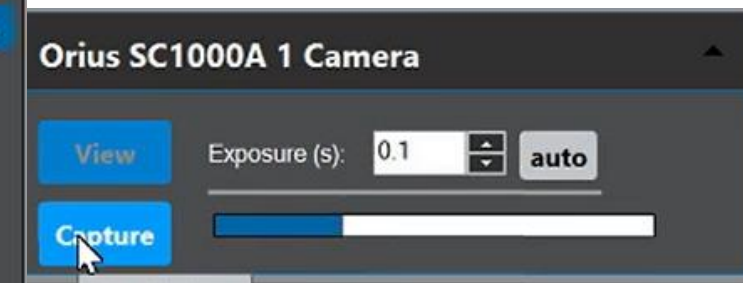 Orius SC1000A 1 Camera
View
Exposure (s):
0.1
auto
Capture